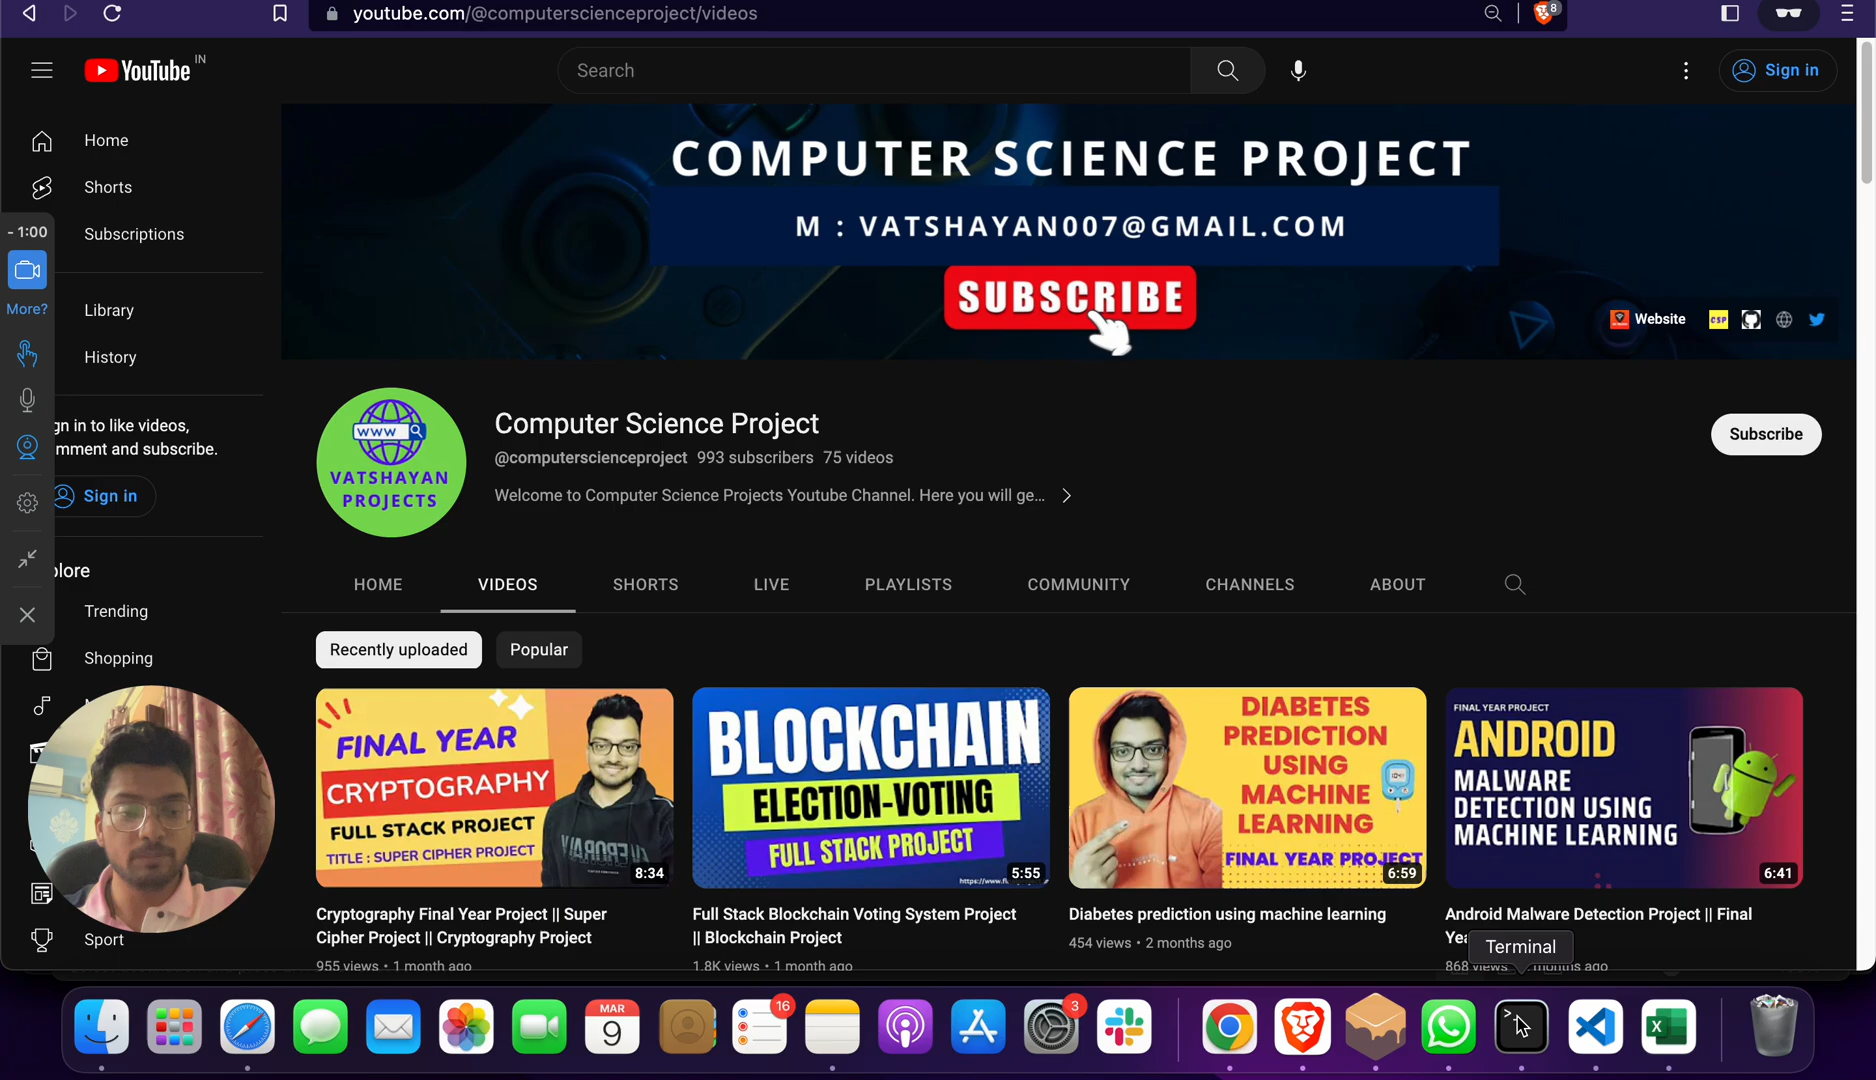 youtube.com/@computerscienceproject/videos
8
YouTube IN
Search
Sign in
Home
Shorts
Subscriptions
- 1:00
More?
Library
History
gn in to like videos,
mment and subscribe.
Sign in
plore
Trending
Shopping
Sport
COMPUTER SCIENCE PROJECT
M : VATSHAYAN007@GMAIL.COM
SUBSCRIBE
Website
CSP
WWW
VATSHAYAN
PROJECTS
Computer Science Project
@computerscienceproject 993 subscribers 75 videos
Welcome to Computer Science Projects Youtube Channel. Here you will ge...
Subscribe
HOME VIDEOS SHORTS LIVE PLAYLISTS COMMUNITY CHANNELS ABOUT
Recently uploaded Popular
FINAL YEAR
CRYPTOGRAPHY
FULL STACK PROJECT
TITLE : SUPER CIPHER PROJECT
8:34
Cryptography Final Year Project || Super
Cipher Project || Cryptography Project
955 views • 1 month ago
BLOCKCHAIN
ELECTION-VOTING
FULL STACK PROJECT
5:55
Full Stack Blockchain Voting System Project
|| Blockchain Project
1.8K views • 1 month ago
DIABETES
PREDICTION
USING
MACHINE
LEARNING
FINAL YEAR PROJECT
6:59
Diabetes prediction using machine learning
454 views • 2 months ago
FINAL YEAR PROJECT
ANDROID
MALWARE
DETECTION USING
MACHINE LEARNING
6:41
Android Malware Detection Project || Final
Yea
868 views months ago
Terminal
MAR
9
16
3